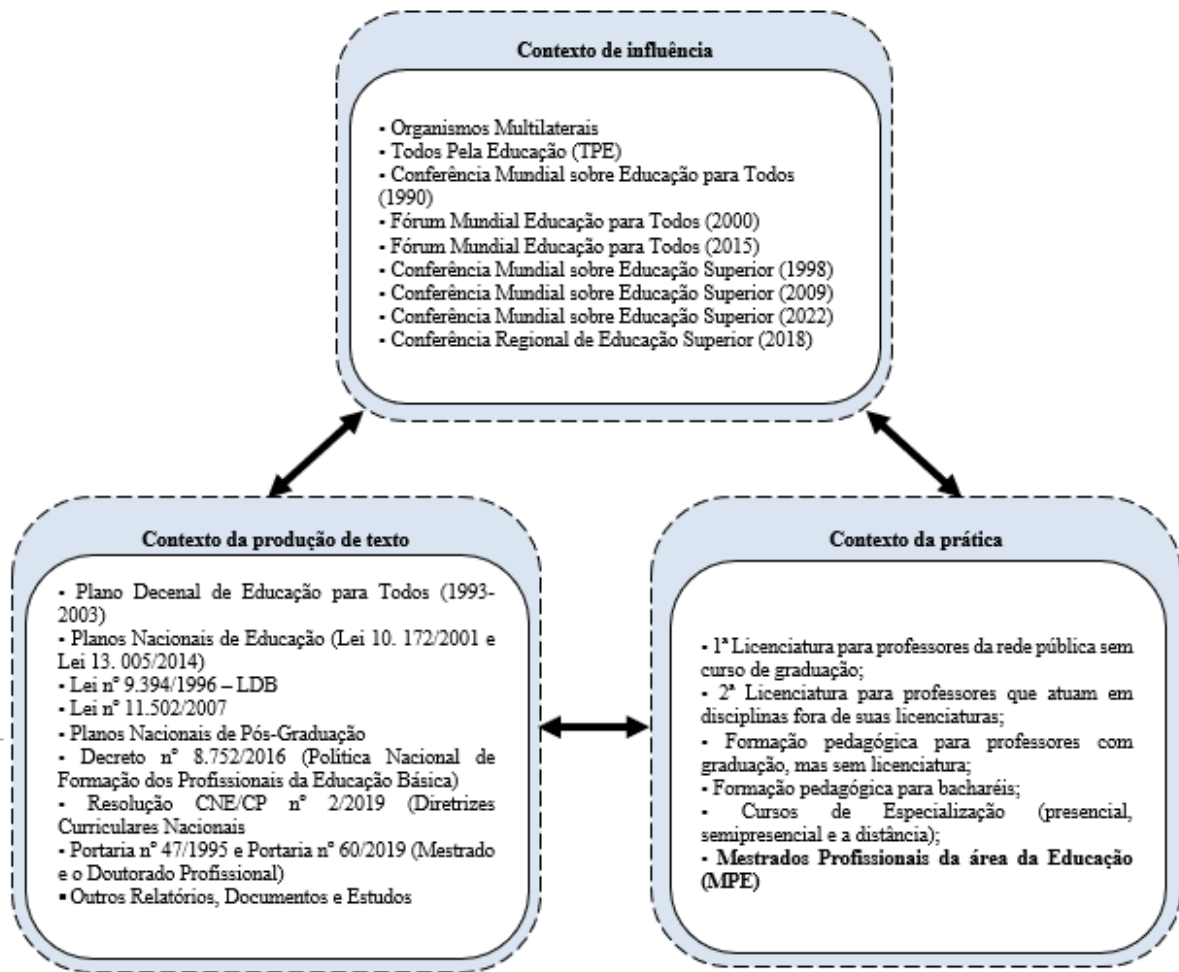 Contexto de influência
▪ Organismos Multilaterais
▪ Todos Pela Educação (TPE)
▪ Conferência Mundial sobre Educação para Todos
(1990)
▪ Fórum Mundial Educação para Todos (2000)
▪ Fórum Mundial Educação para Todos (2015)
▪ Conferência Mundial sobre Educação Superior (1998)
▪ Conferência Mundial sobre Educação Superior (2009)
▪ Conferência Mundial sobre Educação Superior (2022)
▪ Conferência Regional de Educação Superior (2018)
Contexto da produção de texto
▪ Plano Decenal de Educação para Todos (1993-
2003)
▪ Planos Nacionais de Educação (Lei 10. 172/2001 e
Lei 13. 005/2014)
▪ Lei nº 9.394/1996 – LDB
▪ Lei nº 11.502/2007
▪ Planos Nacionais de Pós-Graduação
▪ Decreto nº 8.752/2016 (Política Nacional de
Formação dos Profissionais da Educação Básica)
▪ Resolução CNE/CP nº 2/2019 (Diretrizes
Curriculares Nacionais
▪ Portaria nº 47/1995 e Portaria nº 60/2019 (Mestrado
e o Doutorado Profissional)
▪ Outros Relatórios, Documentos e Estudos
Contexto da prática
▪ 1ª Licenciatura para professores da rede pública sem
curso de graduação;
▪ 2ª Licenciatura para professores que atuam em
disciplinas fora de suas licenciaturas;
▪ Formação pedagógica para professores com
graduação, mas sem licenciatura;
▪ Formação pedagógica para bacharéis;
▪ Cursos de Especialização (presencial,
semipresencial e a distância);
▪ Mestrados Profissionais da área da Educação
(MPE)